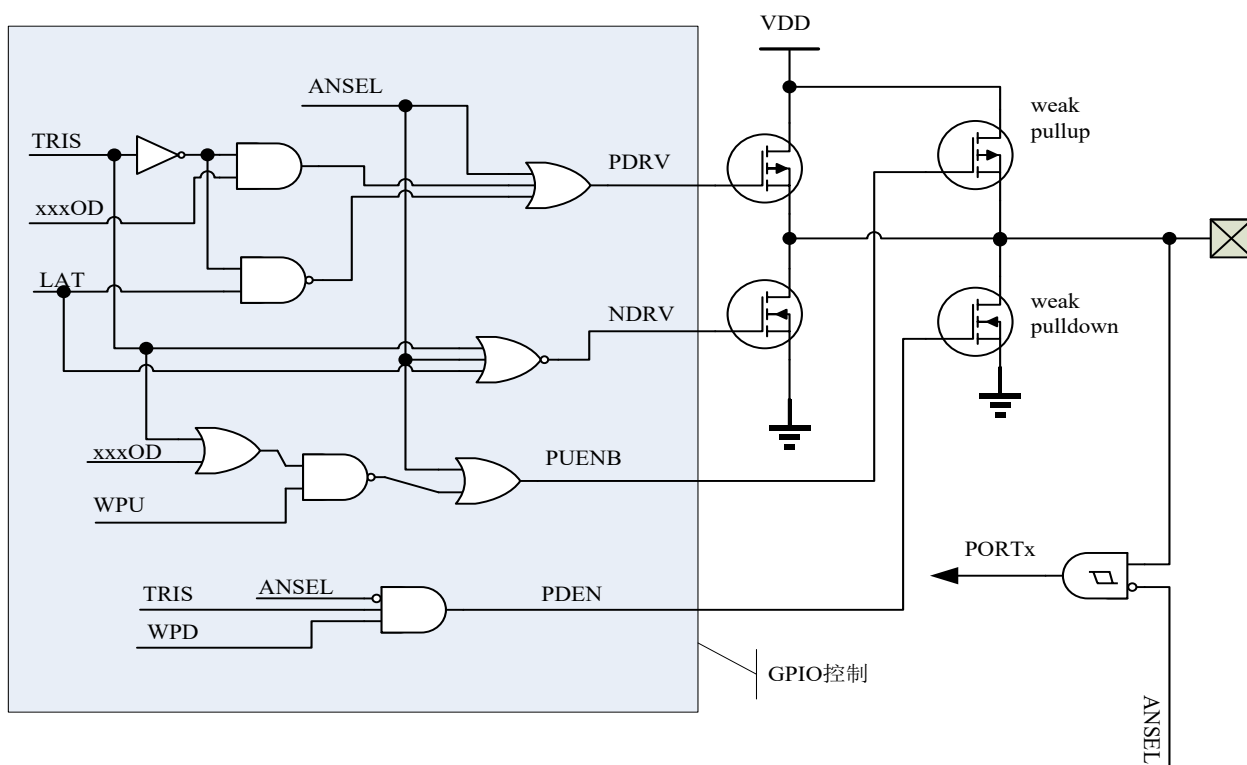 VDD
ANSEL
weak
pullup
TRIS
PDRV
xxxOD
LAT
NDRV
weak
pulldown
xxxOD
PUENB
WPU
PORTx
ANSEL
TRIS
PDEN
WPD
GPIO控制
ANSEL